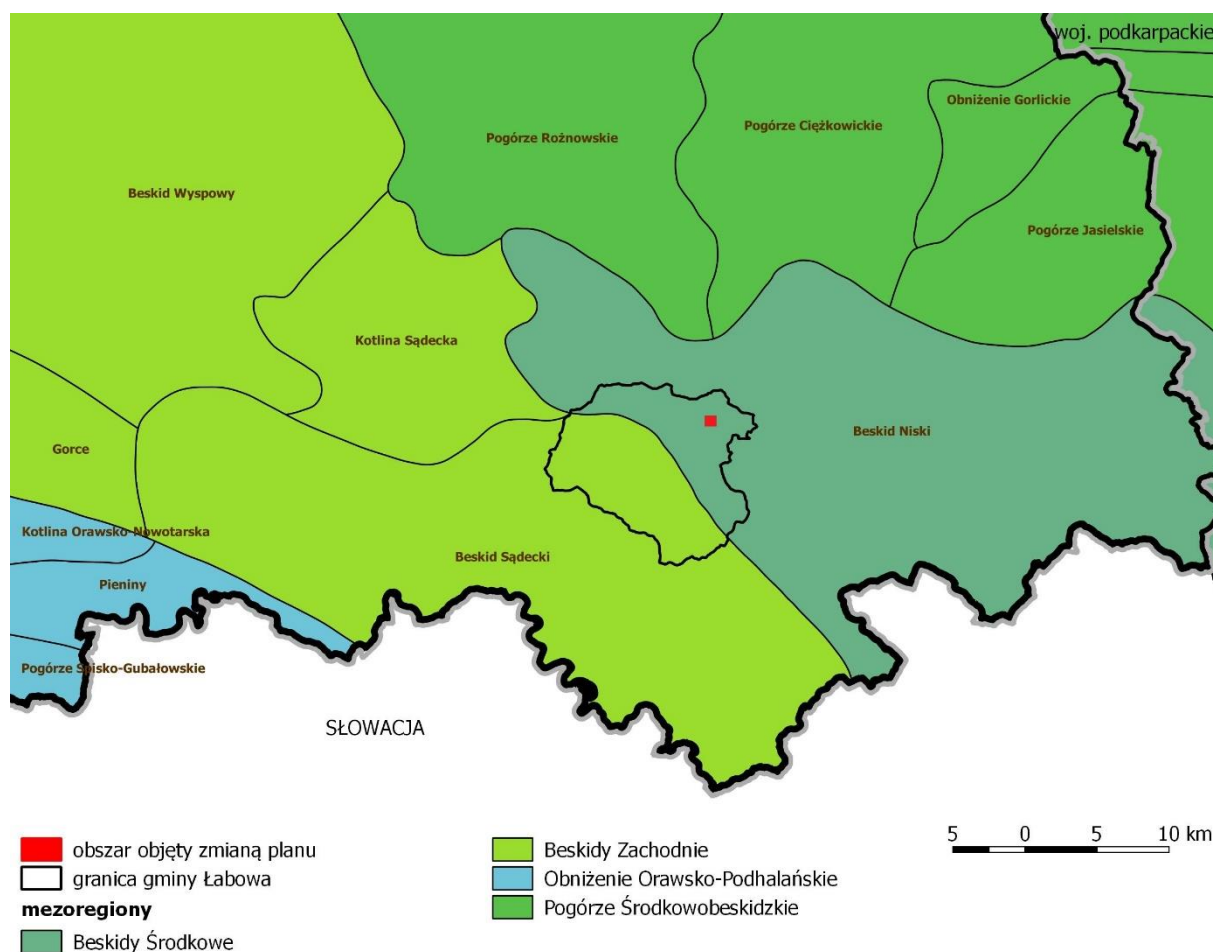 woj. podkarpackie
Obniżenie Gorlickie
Pogórze Ciężkowickie
Pogórze Rożnowskie
Beskid Wyspowy
Pogórze Jasielskie
Kotlina Sądecka
Beskid Niski
Gorce
Kotlina Orawsko-Nowotarska
Beskid Sądecki
Pieniny
Pogórze Spisko-Gubałowskie
SŁOWACJA
5 0 5 10 km
obszar objęty zmianą planu
granica gminy Łabowa
mezoregiony
Beskidy Środkowe
Beskidy Zachodnie
Obniżenie Orawsko-Podhalańskie
Pogórze Środkowobeskidzkie